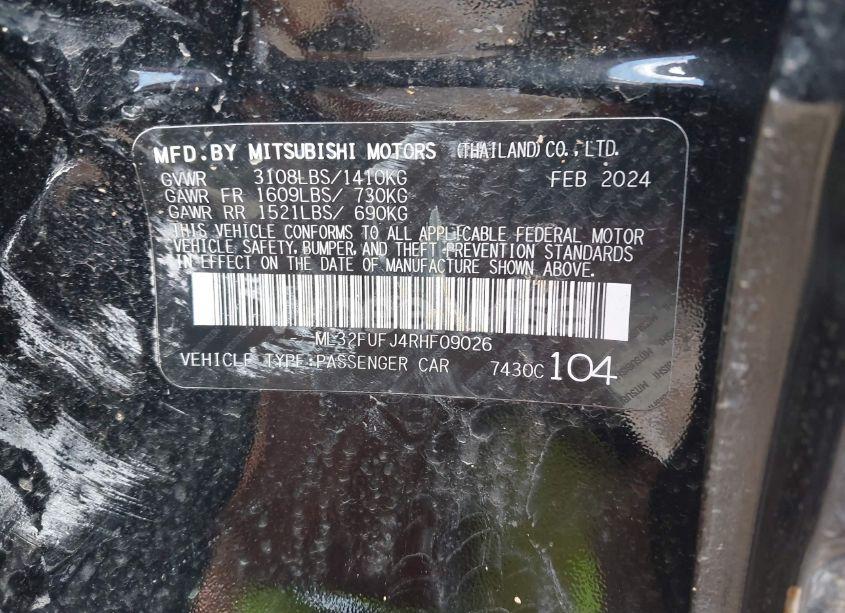 MFD.BY MITSUBISHI MOTORS (THAILAND) CO., LTD.
GVWR 3108LBS/1410KG FEB 2024
GAWR FR 1609LBS/ 730KG
GAWR RR 1521LBS/ 690KG
THIS VEHICLE CONFORMS TO ALL APPLICABLE FEDERAL MOTOR
VEHICLE SAFETY, BUMPER, AND THEFT PREVENTION STANDARDS
IN EFFECT ON THE DATE OF MANUFACTURE SHOWN ABOVE.
ML32FUFJ4RHF09026
VEHICLE TYPE:PASSENGER CAR 7430C 104